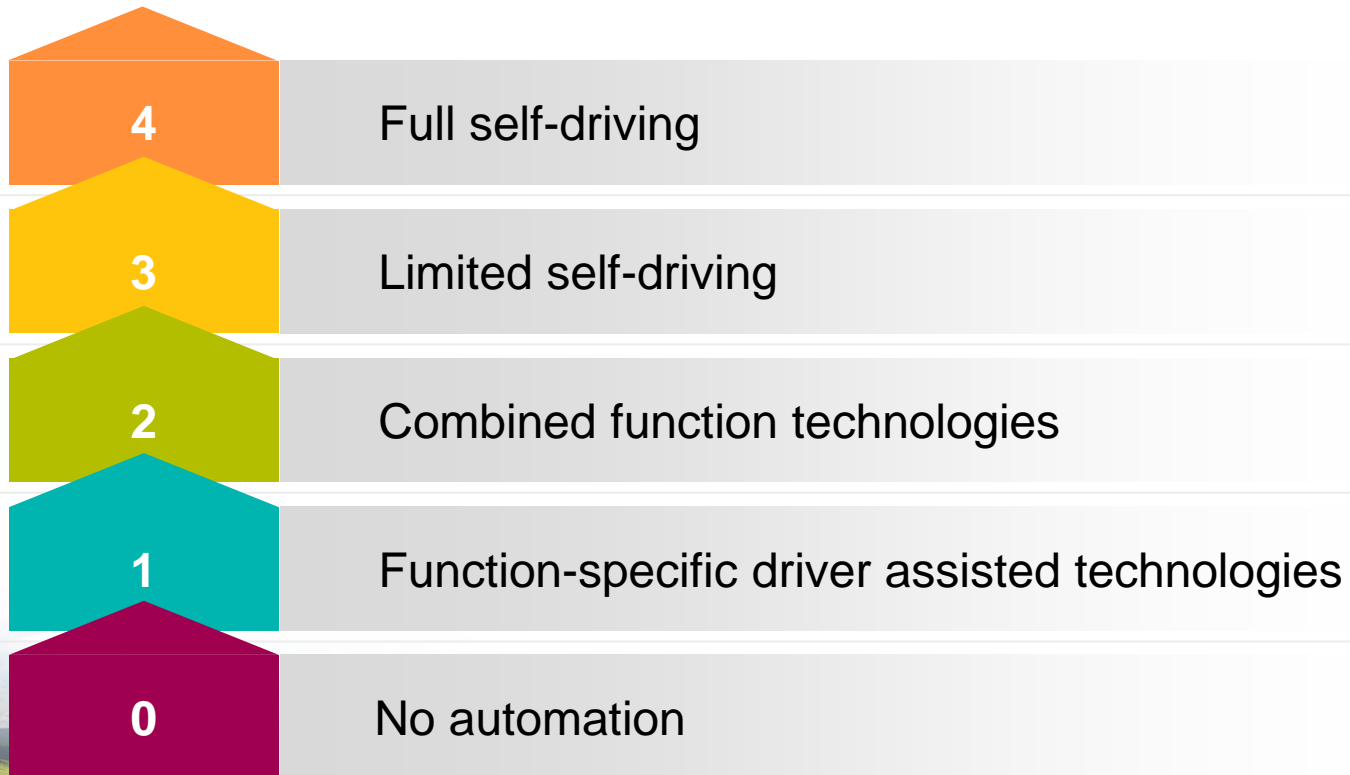 4 Full self-driving
3 Limited self-driving
2 Combined function technologies
1 Function-specific driver assisted technologies
0 No automation